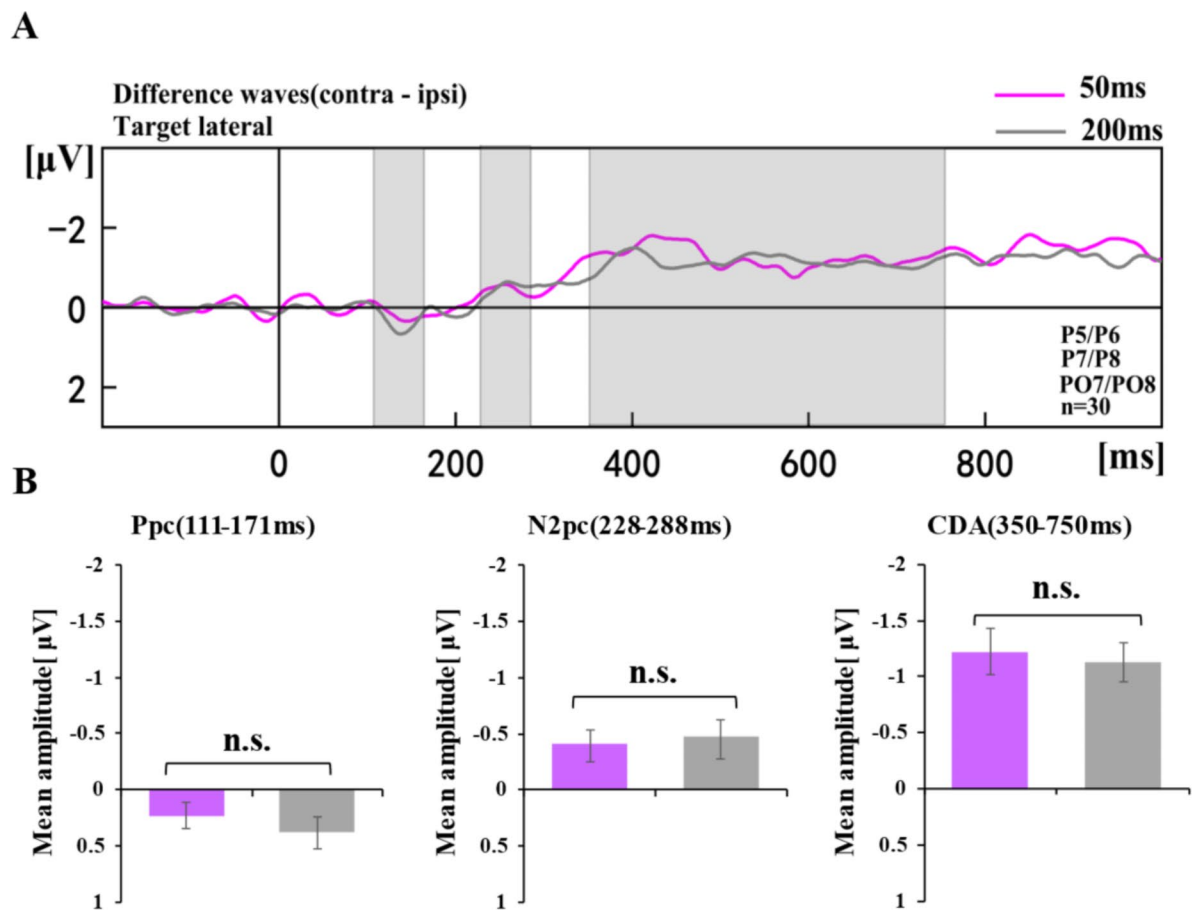 A
Difference waves(contra - ipsi)
Target lateral
50ms
200ms
[μV]
-2
0
2
P5/P6
P7/P8
PO7/PO8
n=30
0
200
400
600
800
[ms]
B
Ppc(111-171ms)
Mean amplitude[ μV]
-2
-1.5
-1
-0.5
0
0.5
1
n.s.
N2pc(228-288ms)
Mean amplitude[ μV]
-2
-1.5
-1
-0.5
0
0.5
1
n.s.
CDA(350-750ms)
Mean amplitude[ μV]
-2
-1.5
-1
-0.5
0
0.5
1
n.s.